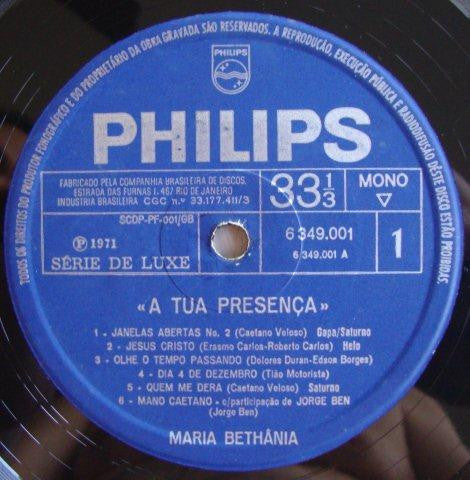 TODOS OS DIREITOS DO PRODUTOR FONOGRÁFICO E DO PROPRIETÁRIO DA OBRA GRAVADA SÃO RESERVADOS. A REPRODUÇÃO, EXECUÇÃO PÚBLICA E RADIODIFUSÃO DÊSTE DISCO ESTÃO PROIBIDAS
PHILIPS
PHILIPS
FABRICADO PELA COMPANHIA BRASILEIRA DE DISCOS.
ESTRADA DAS FURNAS 1.457 RIO DE JANEIRO
INDUSTRIA BRASILEIRA CGC n.º 33.177.411/3
33 1/3
MONO
SCDP-PF-001/GB
℗ 1971
SÉRIE DE LUXE
6 349.001
6 349.001 A
1
«A TUA PRESENÇA»
1 - JANELAS ABERTAS No. 2 (Caetano Veloso) Gapa/Saturno
2 - JESUS CRISTO (Erasmo Carlos-Roberto Carlos) Helo
3 - OLHE O TEMPO PASSANDO (Dolores Duran-Edson Borges)
4 - DIA 4 DE DEZEMBRO (Tião Motorista)
5 - QUEM ME DERA (Caetano Veloso) Saturno
6 - MANO CAETANO - c/participação de JORGE BEN
(Jorge Ben)
MARIA BETHÂNIA